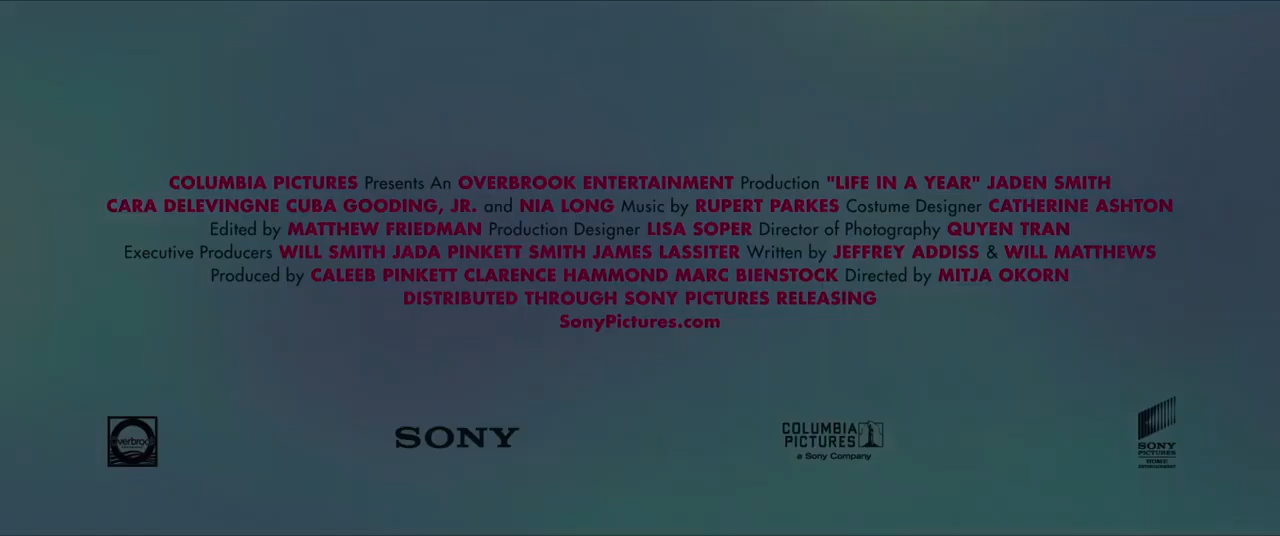 COLUMBIA PICTURES Presents An OVERBROOK ENTERTAINMENT Production "LIFE IN A YEAR" JADEN SMITH
CARA DELEVINGNE CUBA GOODING, JR. and NIA LONG Music by RUPERT PARKES Costume Designer CATHERINE ASHTON
Edited by MATTHEW FRIEDMAN Production Designer LISA SOPER Director of Photography QUYEN TRAN
Executive Producers WILL SMITH JADA PINKETT SMITH JAMES LASSITER Written by JEFFREY ADDISS & WILL MATTHEWS
Produced by CALEEB PINKETT CLARENCE HAMMOND MARC BIENSTOCK Directed by MITJA OKORN
DISTRIBUTED THROUGH SONY PICTURES RELEASING
SonyPictures.com
Overbrook
SONY
COLUMBIA
PICTURES
a Sony Company
SONY
PICTURES
HOME
ENTERTAINMENT